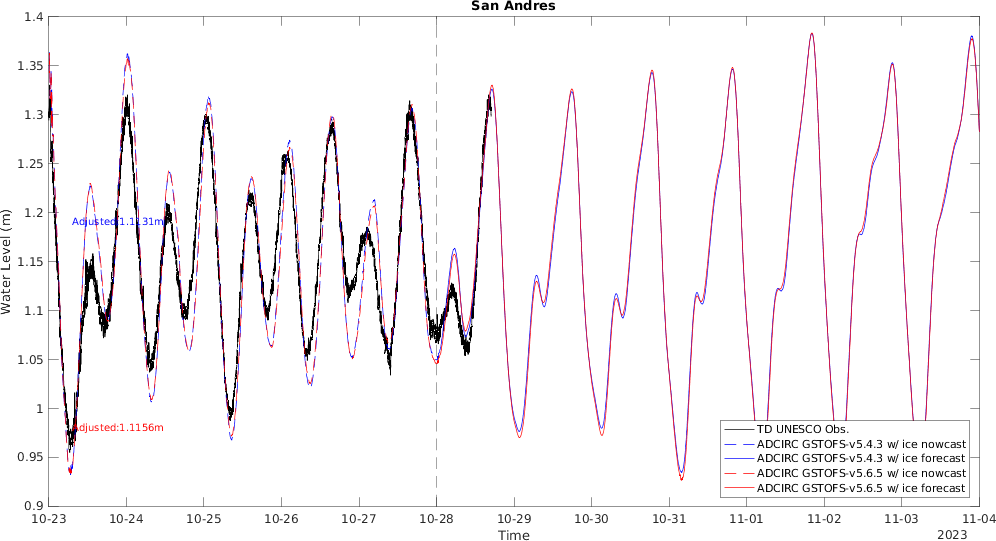 San Andres
1.4
1.35
1.3
1.25
1.2
1.15
1.1
1.05
1
0.95
0.9
Water Level (m)
Adjusted:1.1131m
Adjusted:1.1156m
TD UNESCO Obs.
ADCIRC GSTOFS-v5.4.3 w/ ice nowcast
ADCIRC GSTOFS-v5.4.3 w/ ice forecast
ADCIRC GSTOFS-v5.6.5 w/ ice nowcast
ADCIRC GSTOFS-v5.6.5 w/ ice forecast
10-23 10-24 10-25 10-26 10-27 10-28 10-29 10-30 10-31 11-01 11-02 11-03 11-04
Time
2023